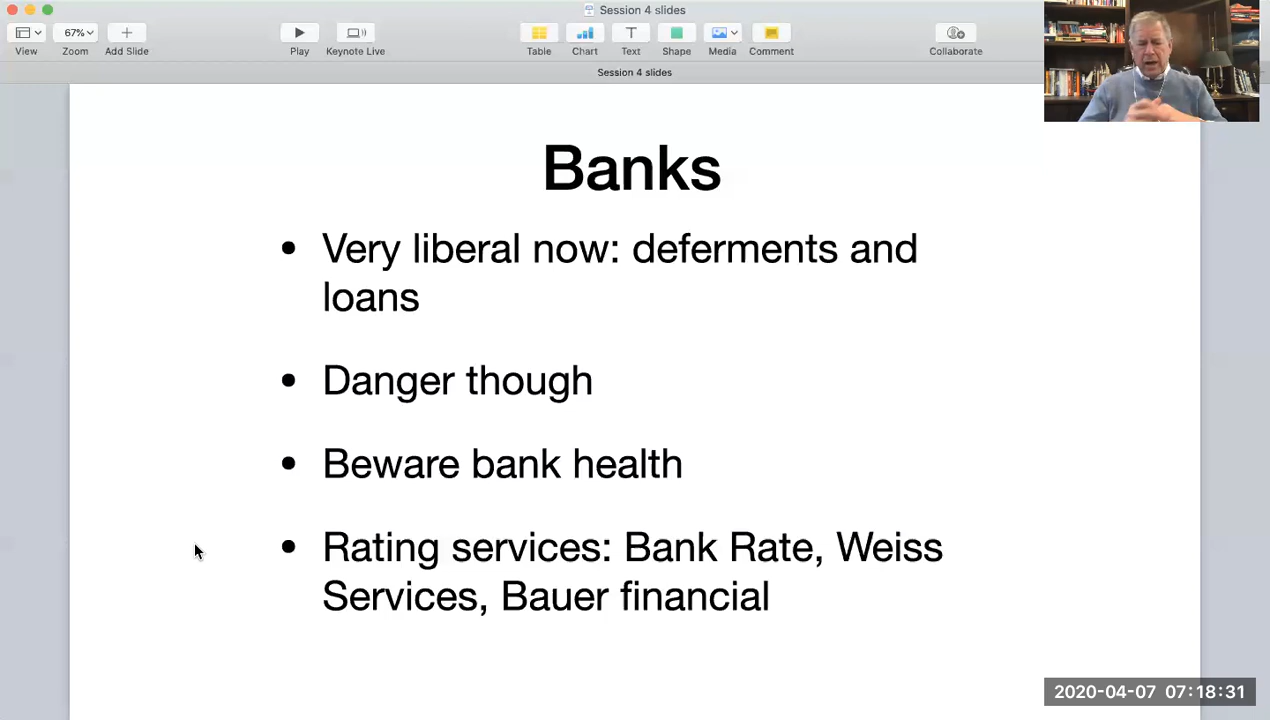 Session 4 slides
67%
View
Zoom
Add Slide
Play
Keynote Live
Table
Chart
Text
Shape
Media
Comment
Collaborate
Session 4 slides
Banks
• Very liberal now: deferments and
loans
• Danger though
• Beware bank health
• Rating services: Bank Rate, Weiss
Services, Bauer financial
2020-04-07 07:18:31